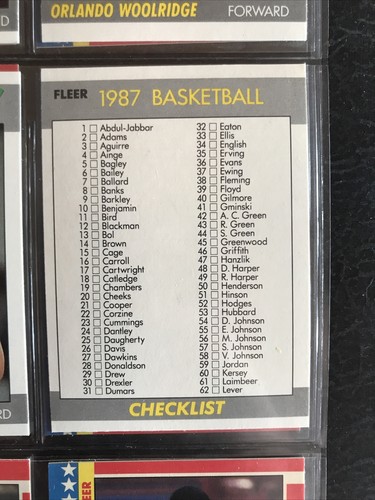 D
ORLANDO WOOLRIDGE FORWARD
FLEER 1987 BASKETBALL
1 Abdul-Jabbar
2 Adams
3 Aguirre
4 Ainge
5 Bagley
6 Bailey
7 Ballard
8 Banks
9 Barkley
10 Benjamin
11 Bird
12 Blackman
13 Bol
14 Brown
15 Cage
16 Carroll
17 Cartwright
18 Catledge
19 Chambers
20 Cheeks
21 Cooper
22 Corzine
23 Cummings
24 Dantley
25 Daugherty
26 Davis
27 Dawkins
28 Donaldson
29 Drew
30 Drexler
31 Dumars
32 Eaton
33 Ellis
34 English
35 Erving
36 Evans
37 Ewing
38 Fleming
39 Floyd
40 Gilmore
41 Gminski
42 A. C. Green
43 R. Green
44 S. Green
45 Greenwood
46 Griffith
47 Hanzlik
48 D. Harper
49 R. Harper
50 Henderson
51 Hinson
52 Hodges
53 Hubbard
54 D. Johnson
55 E. Johnson
56 M. Johnson
57 S. Johnson
58 V. Johnson
59 Jordan
60 Kersey
61 Laimbeer
62 Lever
CHECKLIST
RD
EER